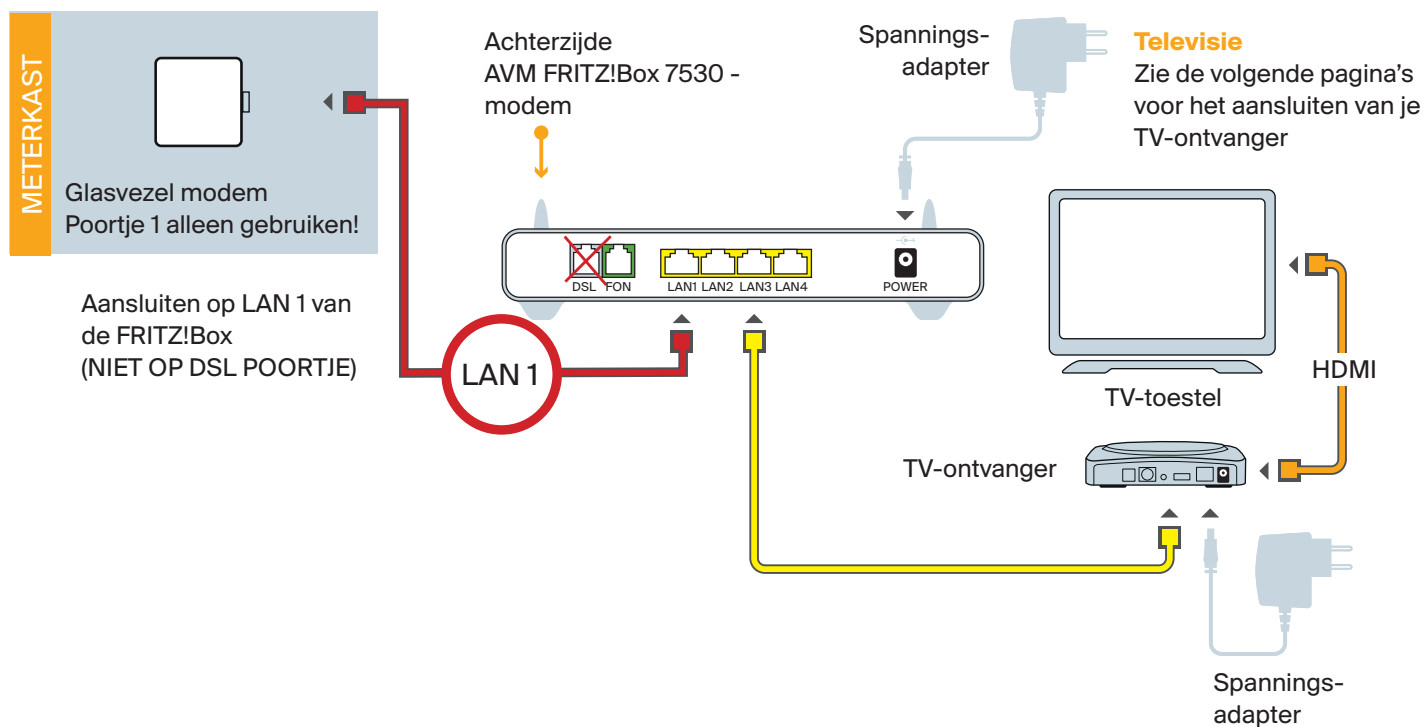 METERKAST
Glasvezel modem
Poortje 1 alleen gebruiken!
Aansluiten op LAN 1 van
de FRITZ!Box
(NIET OP DSL POORTJE)
LAN 1
Achterzijde
AVM FRITZ!Box 7530 -
modem
DSL FON LAN1 LAN2 LAN3 LAN4 POWER
Spannings-
adapter
Televisie
Zie de volgende pagina's
voor het aansluiten van je
TV-ontvanger
HDMI
TV-toestel
TV-ontvanger
Spannings-
adapter